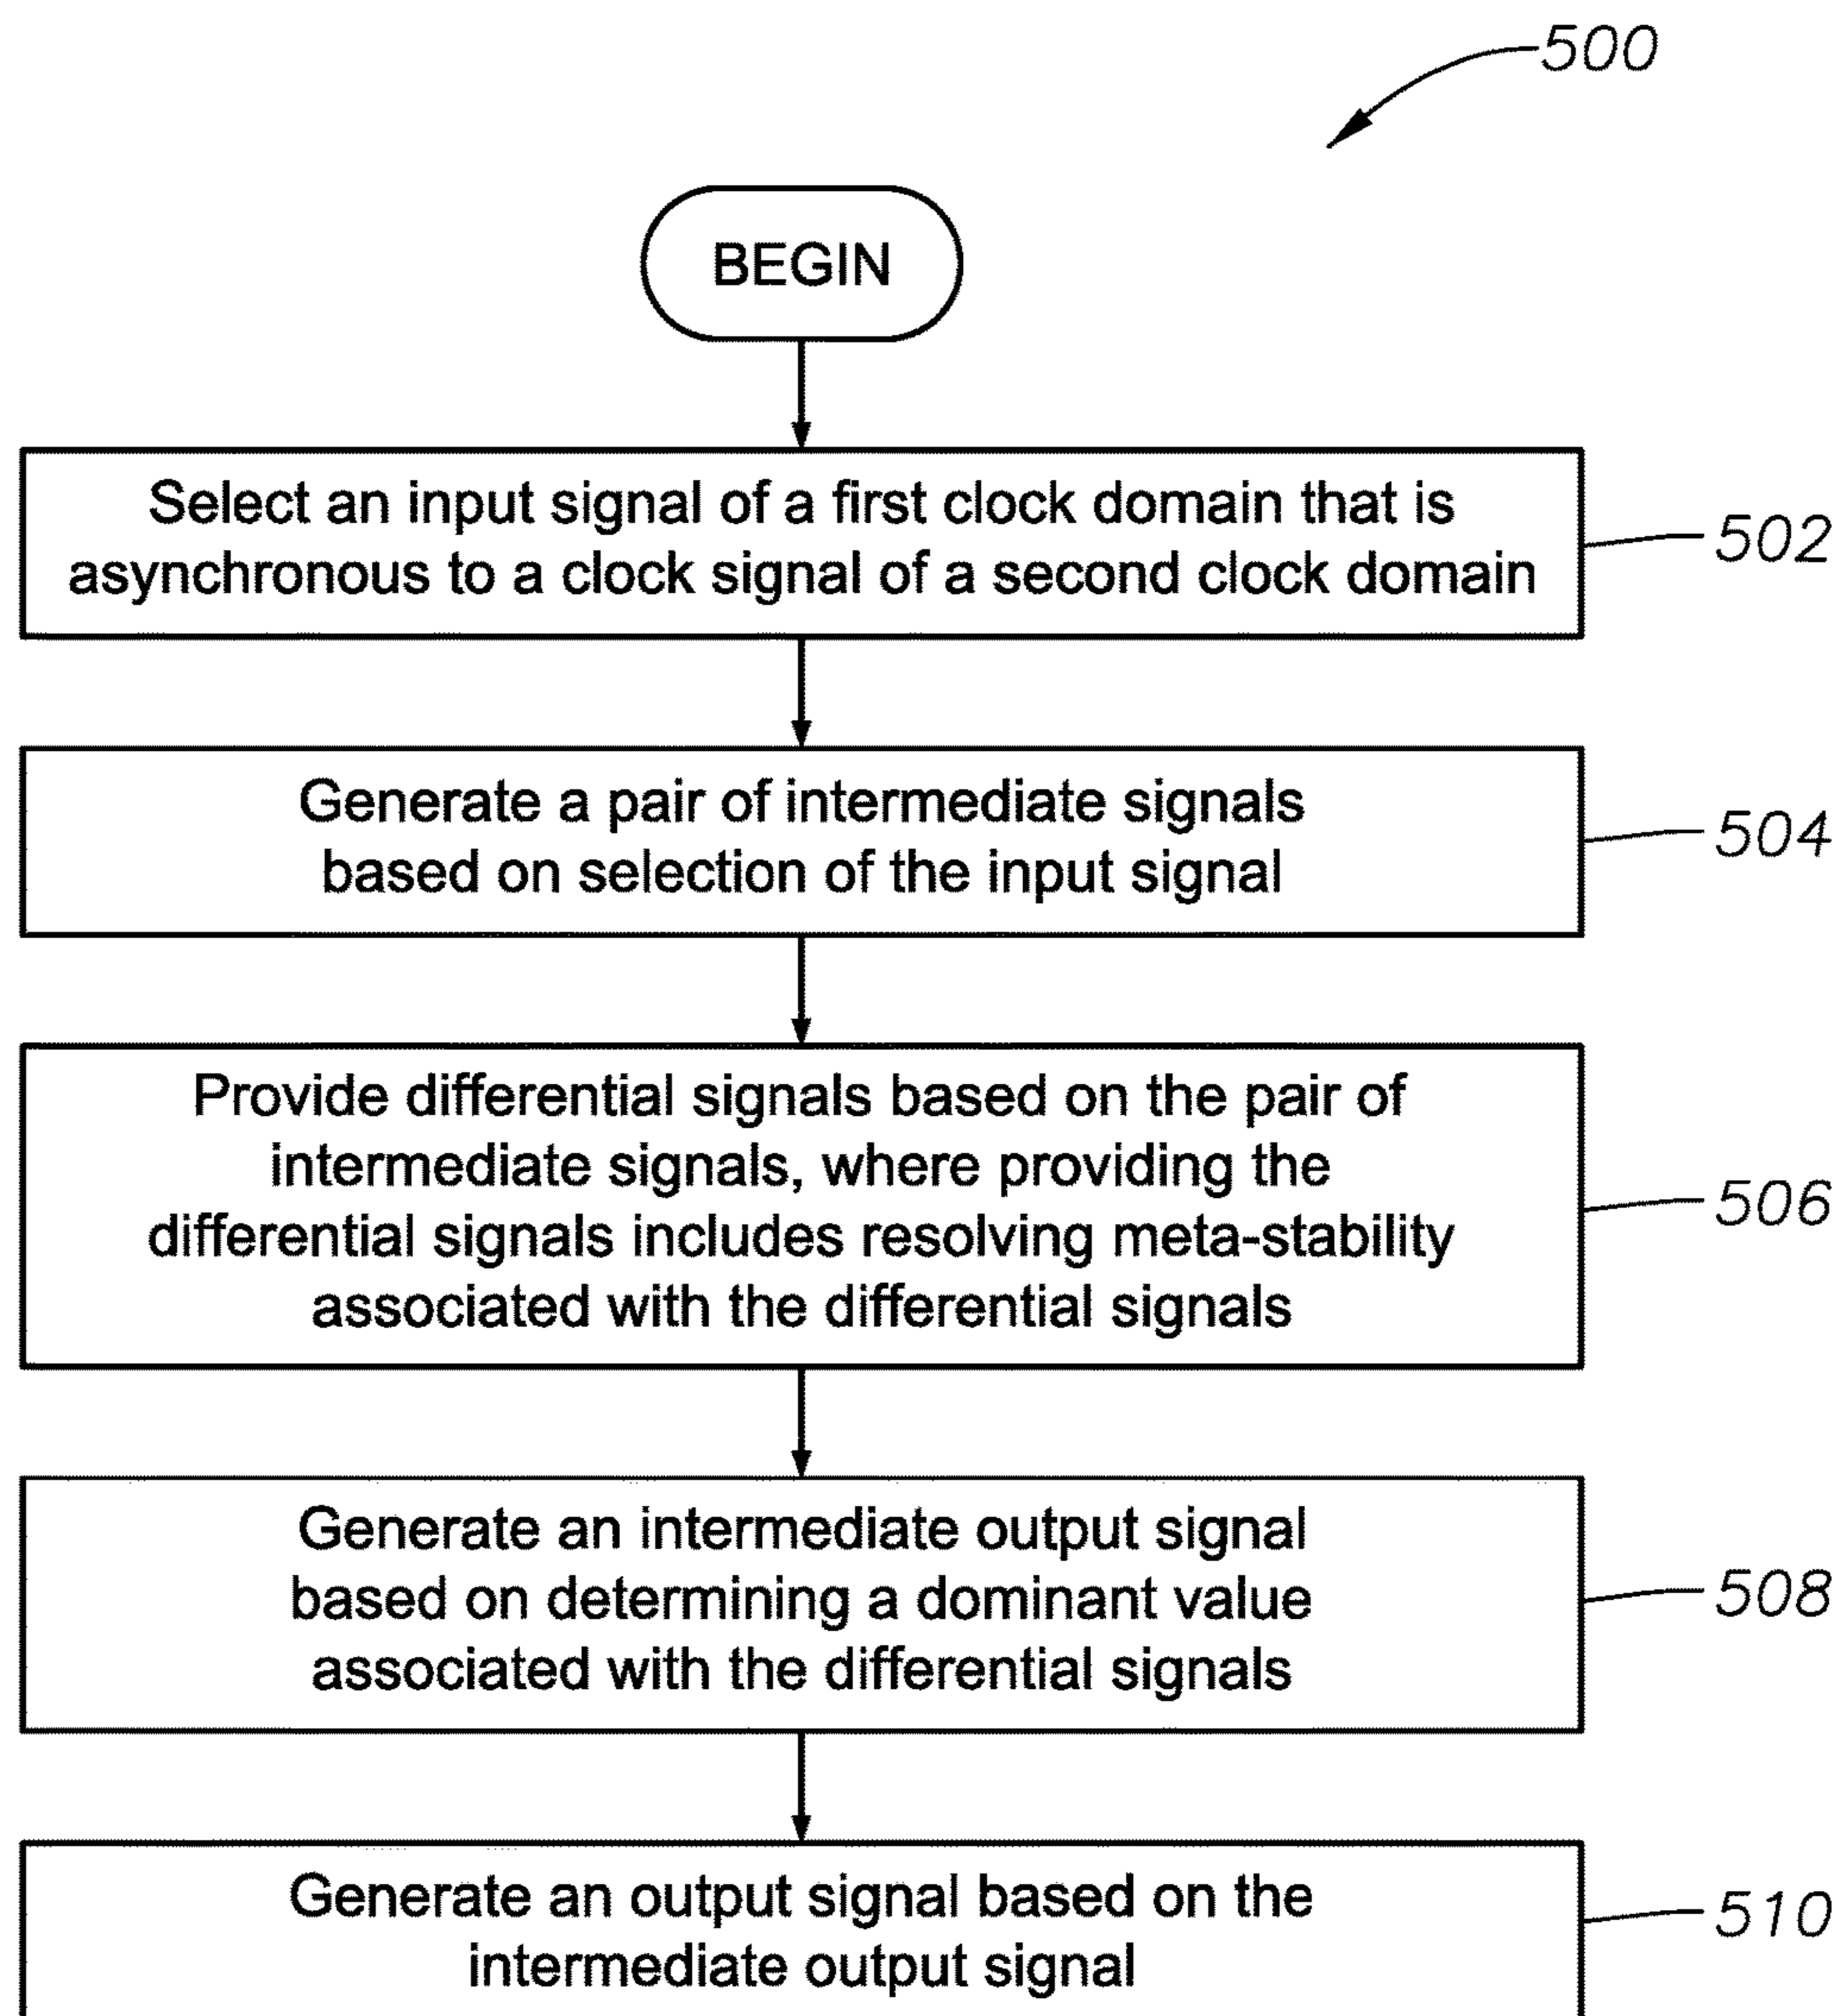 500
BEGIN
Select an input signal of a first clock domain that is
asynchronous to a clock signal of a second clock domain
502
Generate a pair of intermediate signals
based on selection of the input signal
504
Provide differential signals based on the pair of
intermediate signals, where providing the
differential signals includes resolving meta-stability
associated with the differential signals
506
Generate an intermediate output signal
based on determining a dominant value
associated with the differential signals
508
Generate an output signal based on the
intermediate output signal
510